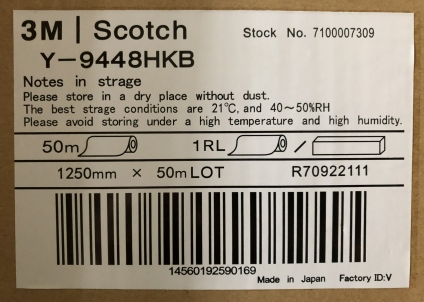 3M | Scotch
Stock No. 7100007309
Y-9448HKB
Notes in strage
Please store in a dry place without dust.
The best strage conditions are 21℃, and 40～50%RH
Please avoid storing under a high temperature and high humidity.
50m 1RL /
1250mm × 50m LOT R70922111
14560192590169
Made in Japan Factory ID:V